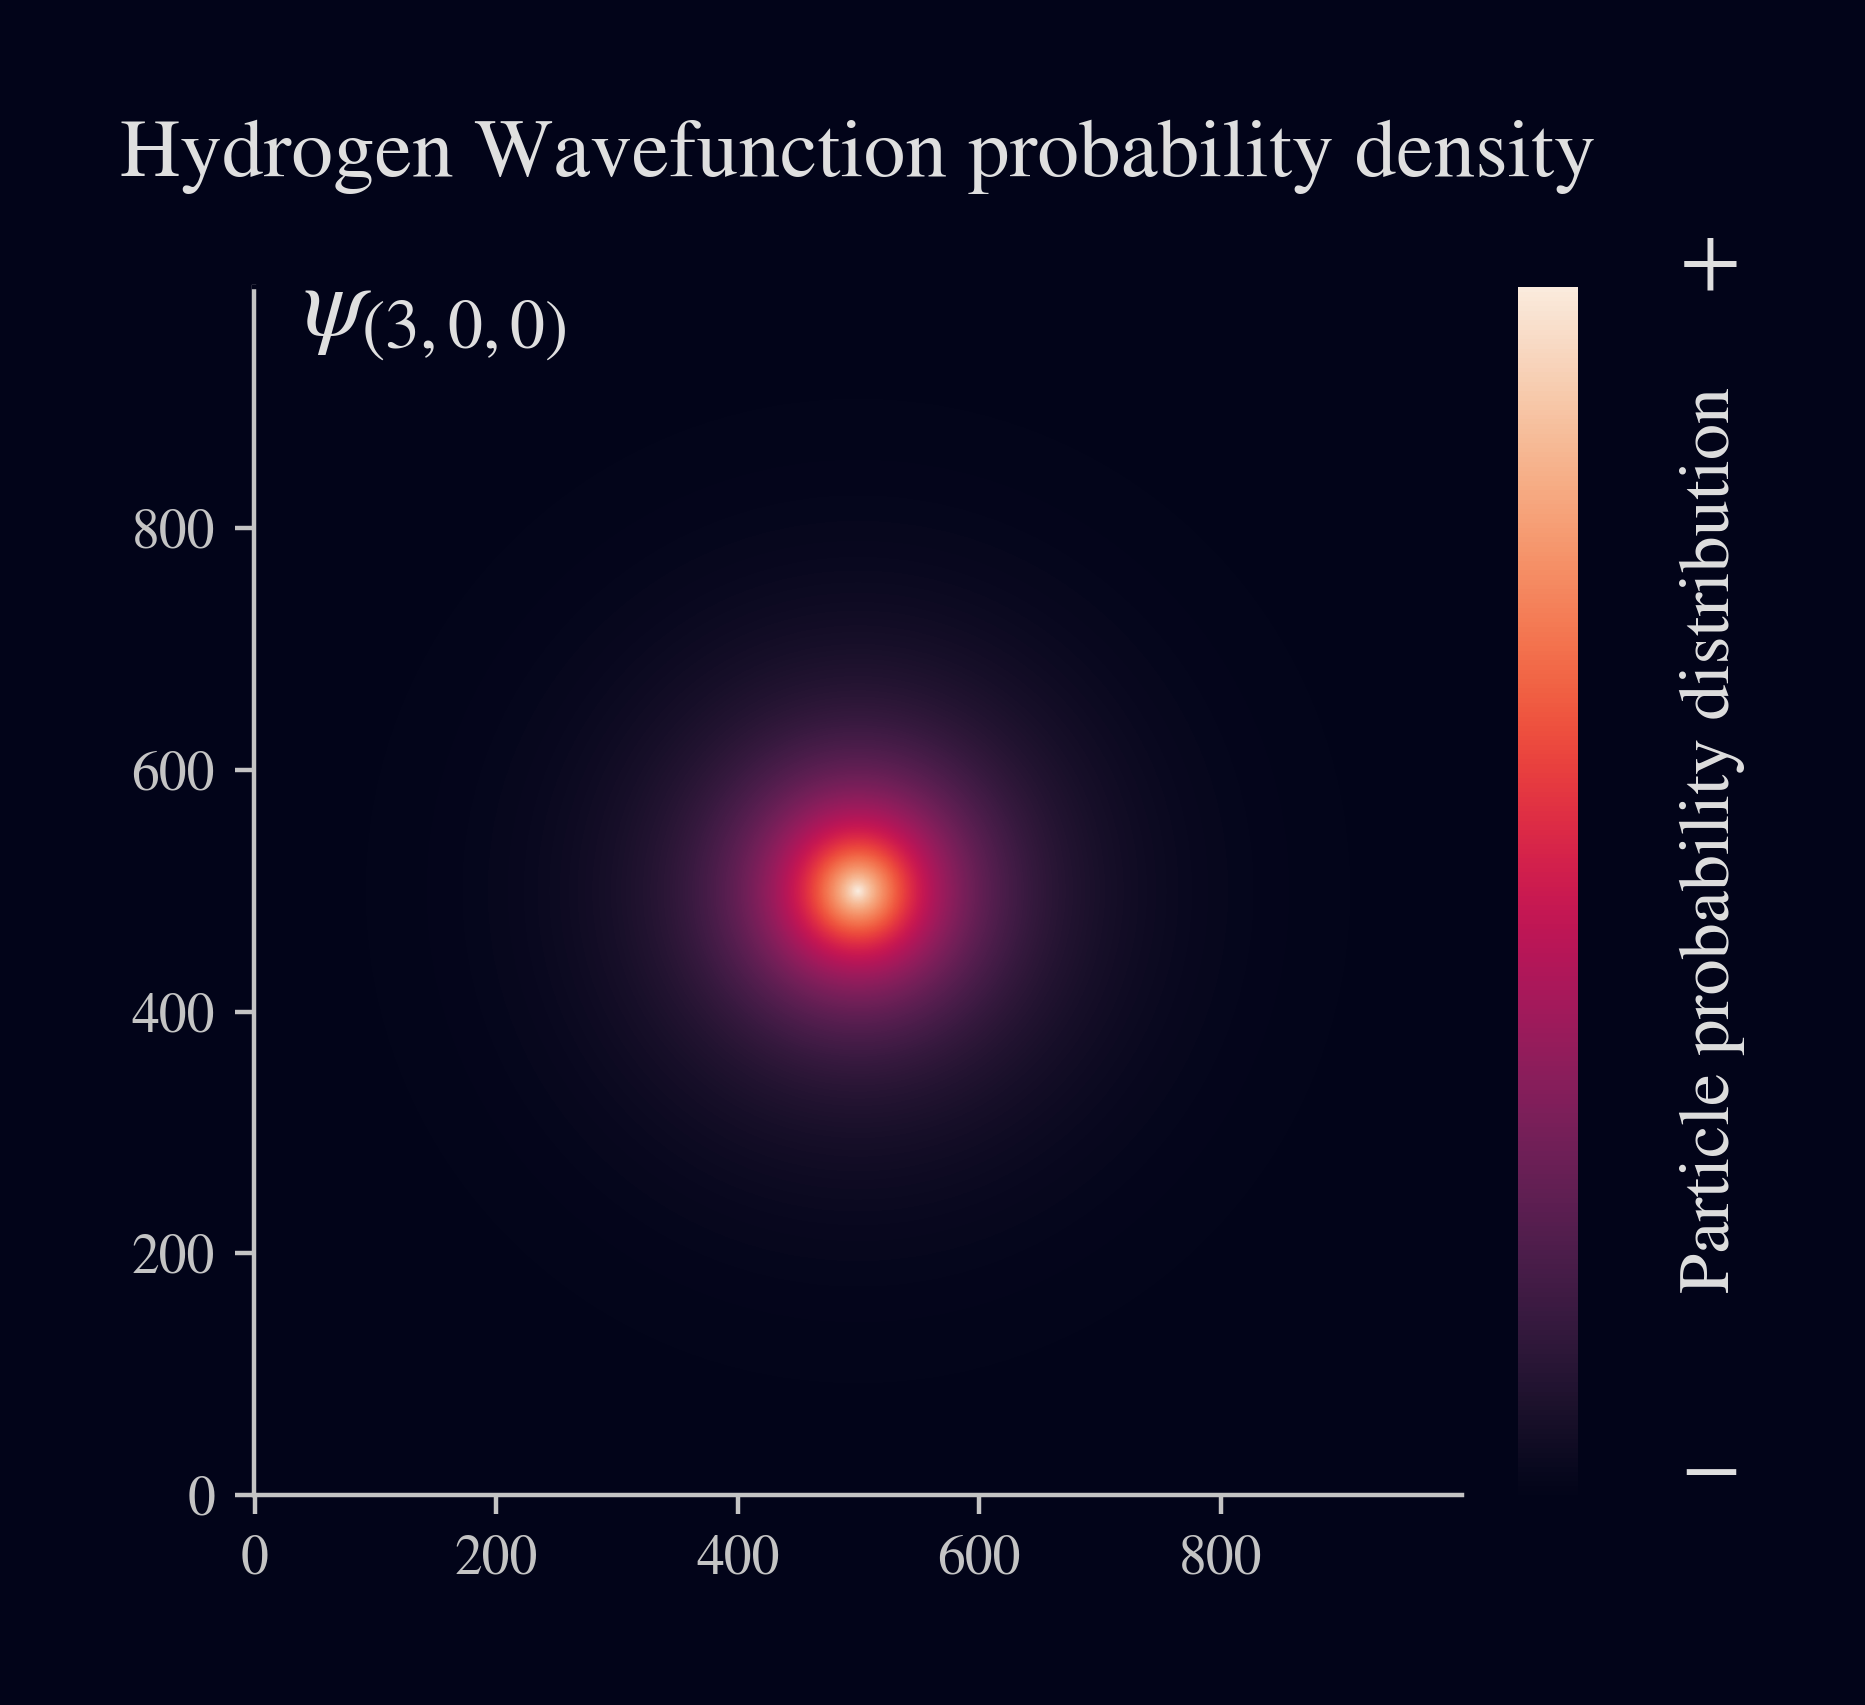 Hydrogen Wavefunction probability density
ψ(3, 0, 0)
800
600
400
200
0
0 200 400 600 800
− Particle probability distribution +